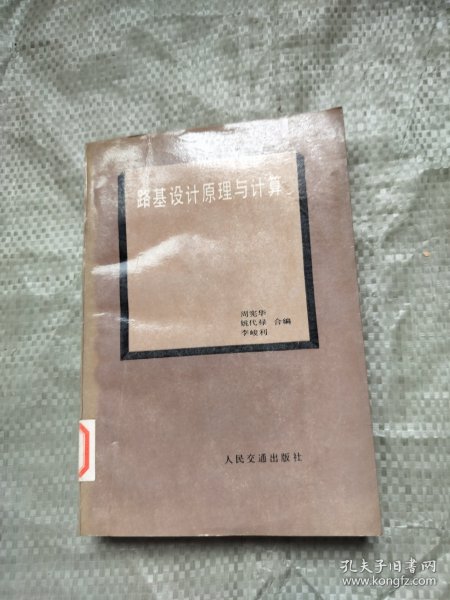 路基设计原理与计算
周宪华
姚代禄 合编
李峻利
人民交通出版社
孔夫子旧书网
www.kongfz.com